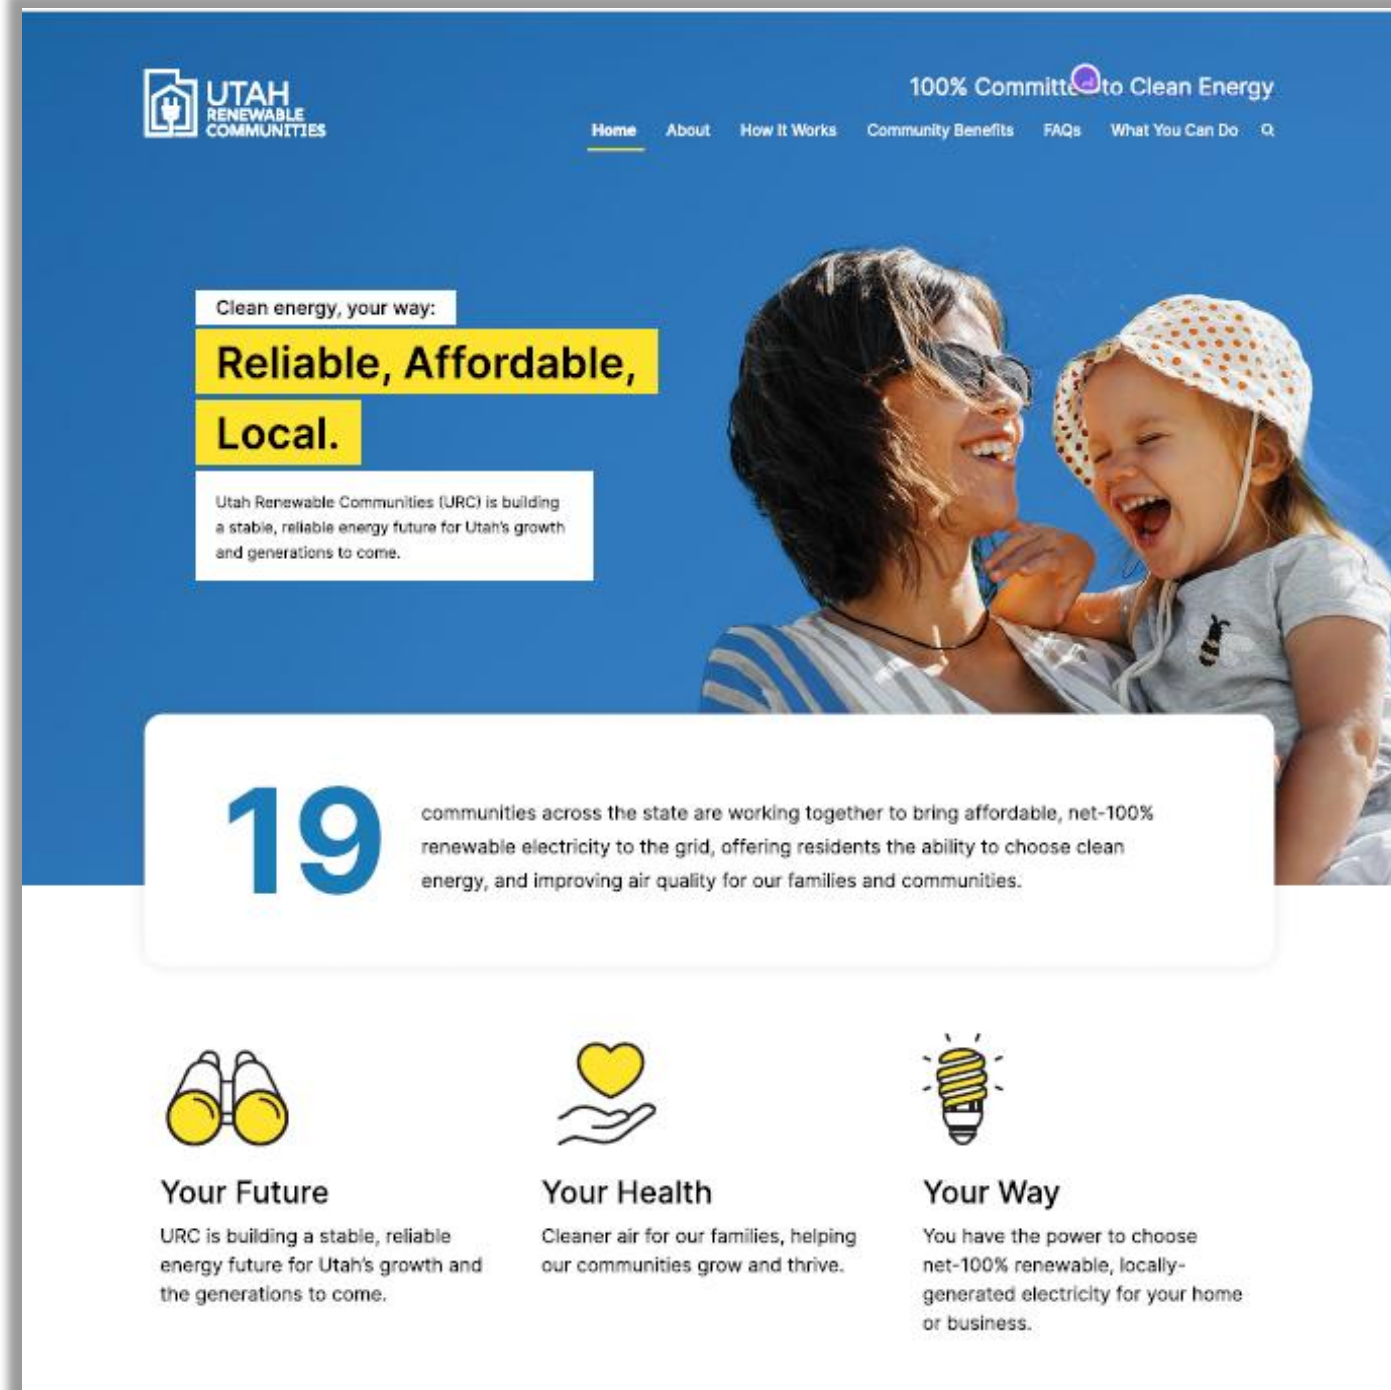 UTAH
RENEWABLE
COMMUNITIES
100% Committe to Clean Energy
Home About How It Works Community Benefits FAQs What You Can Do
Clean energy, your way:
Reliable, Affordable,
Local.
Utah Renewable Communities (URC) is building
a stable, reliable energy future for Utah's growth
and generations to come.
19
communities across the state are working together to bring affordable, net-100%
renewable electricity to the grid, offering residents the ability to choose clean
energy, and improving air quality for our families and communities.
Your Future
URC is building a stable, reliable
energy future for Utah's growth and
the generations to come.
Your Health
Cleaner air for our families, helping
our communities grow and thrive.
Your Way
You have the power to choose
net-100% renewable, locally-
generated electricity for your home
or business.